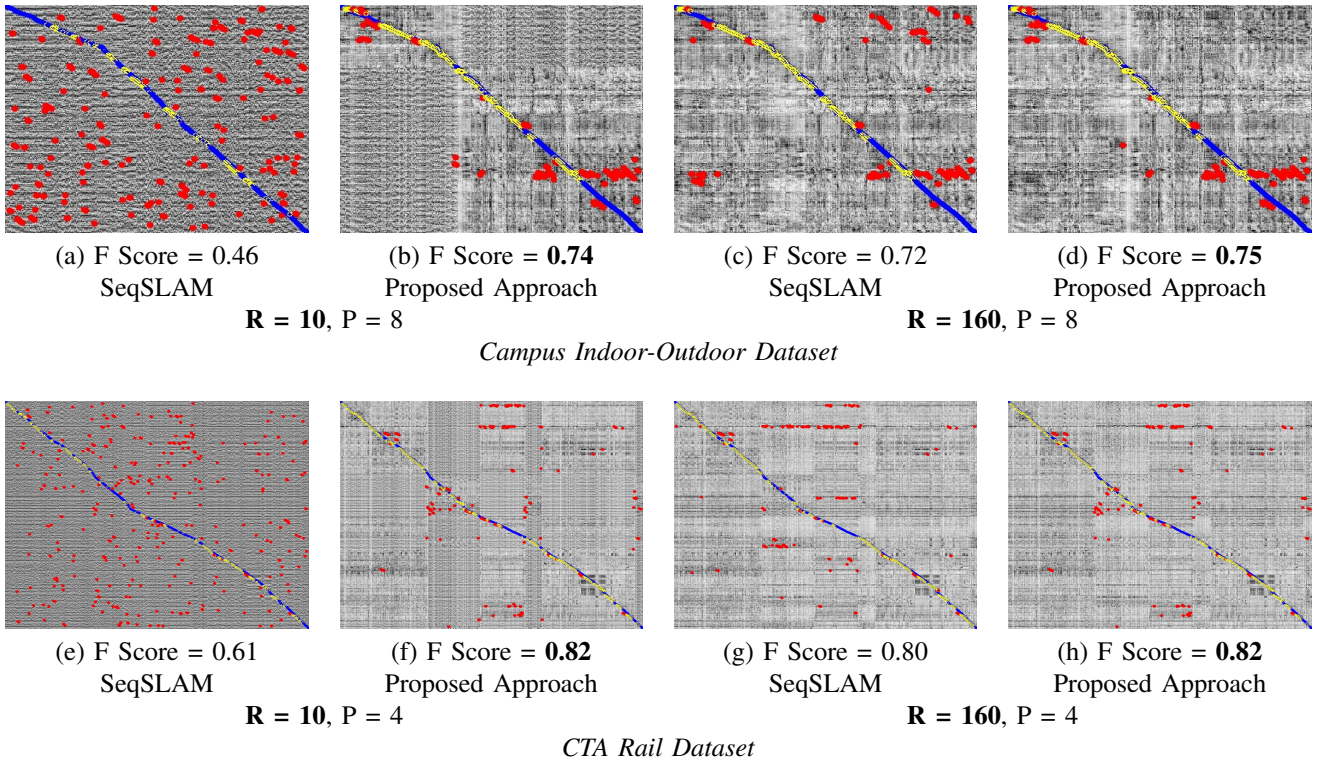 (a) F Score = 0.46 (b) F Score = 0.74 (c) F Score = 0.72 (d) F Score = 0.75
SeqSLAM Proposed Approach SeqSLAM Proposed Approach
R = 10, P = 8 R = 160, P = 8
Campus Indoor-Outdoor Dataset
(e) F Score = 0.61 (f) F Score = 0.82 (g) F Score = 0.80 (h) F Score = 0.82
SeqSLAM Proposed Approach SeqSLAM Proposed Approach
R = 10, P = 4 R = 160, P = 4
CTA Rail Dataset